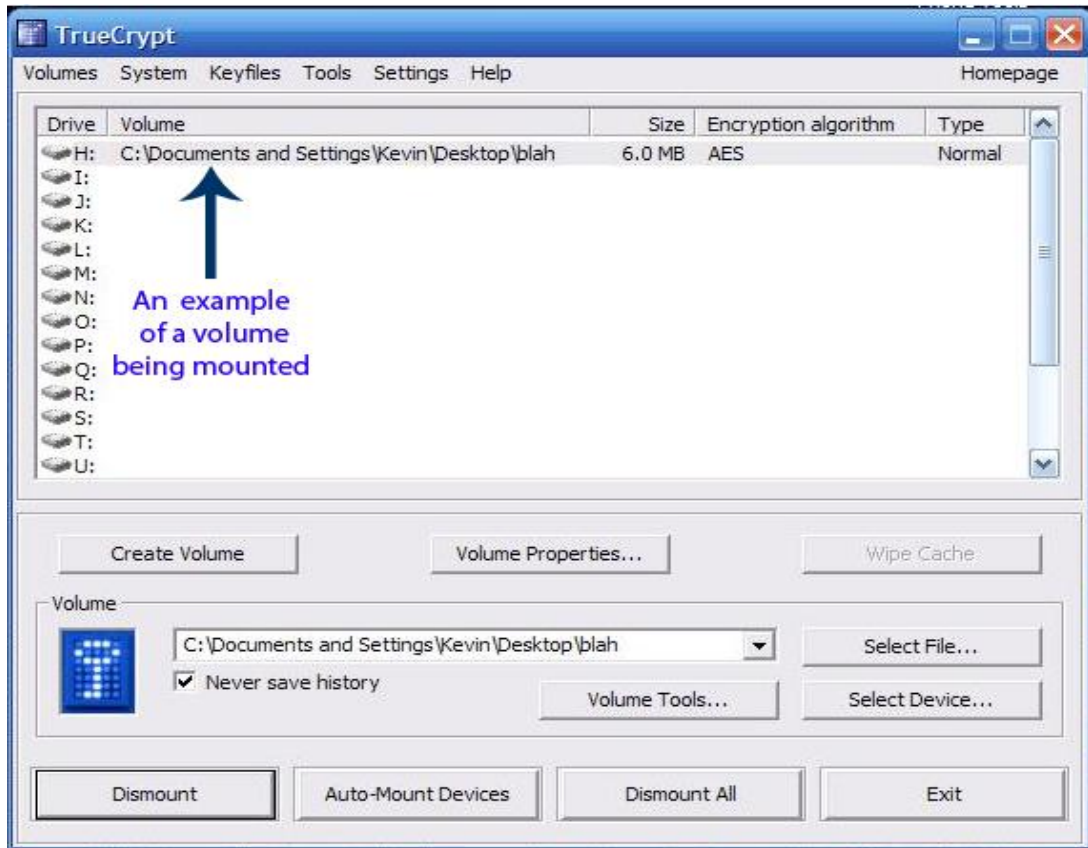 TrueCrypt
Volumes System Keyfiles Tools Settings Help Homepage
Drive Volume Size Encryption algorithm Type
H: C:\Documents and Settings\Kevin\Desktop\blah 6.0 MB AES Normal
I:
J:
K:
L:
M:
N:
O:
P:
Q:
R:
S:
T:
U:
An example
of a volume
being mounted
Create Volume Volume Properties... Wipe Cache
Volume
C:\Documents and Settings\Kevin\Desktop\blah Select File...
Never save history
Volume Tools... Select Device...
Dismount Auto-Mount Devices Dismount All Exit